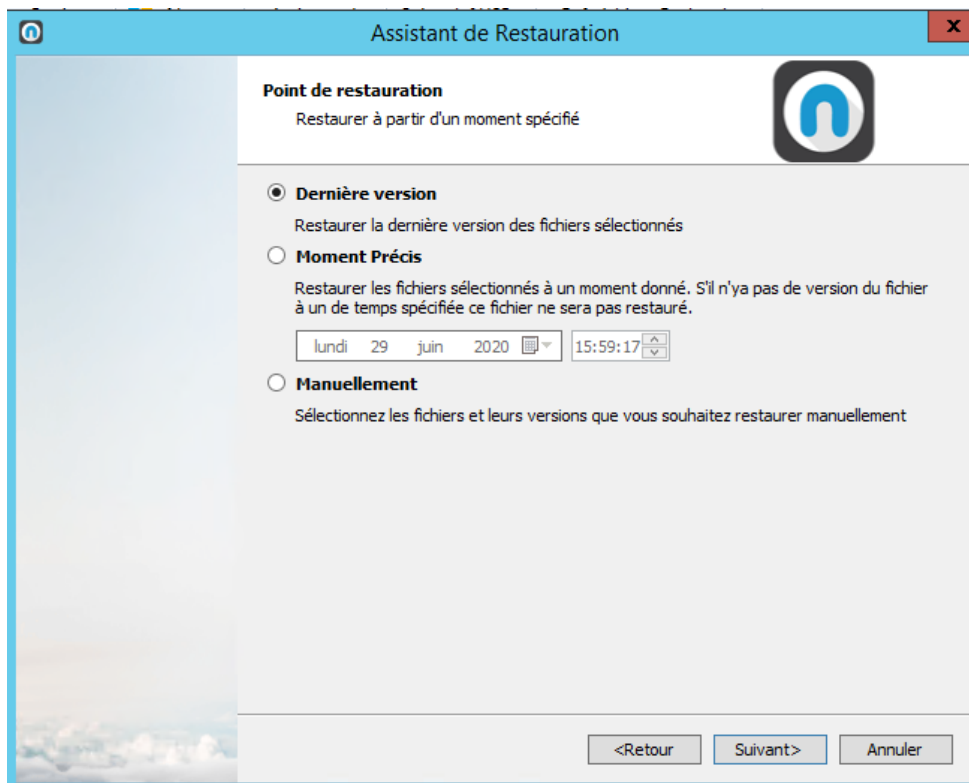 Assistant de Restauration
x
Point de restauration
Restaurer à partir d'un moment spécifié
n
Dernière version
Restaurer la dernière version des fichiers sélectionnés
Moment Précis
Restaurer les fichiers sélectionnés à un moment donné. S'il n'ya pas de version du fichier
à un de temps spécifiée ce fichier ne sera pas restauré.
lundi 29 juin 2020 15:59:17
Manuellement
Sélectionnez les fichiers et leurs versions que vous souhaitez restaurer manuellement
<Retour Suivant> Annuler